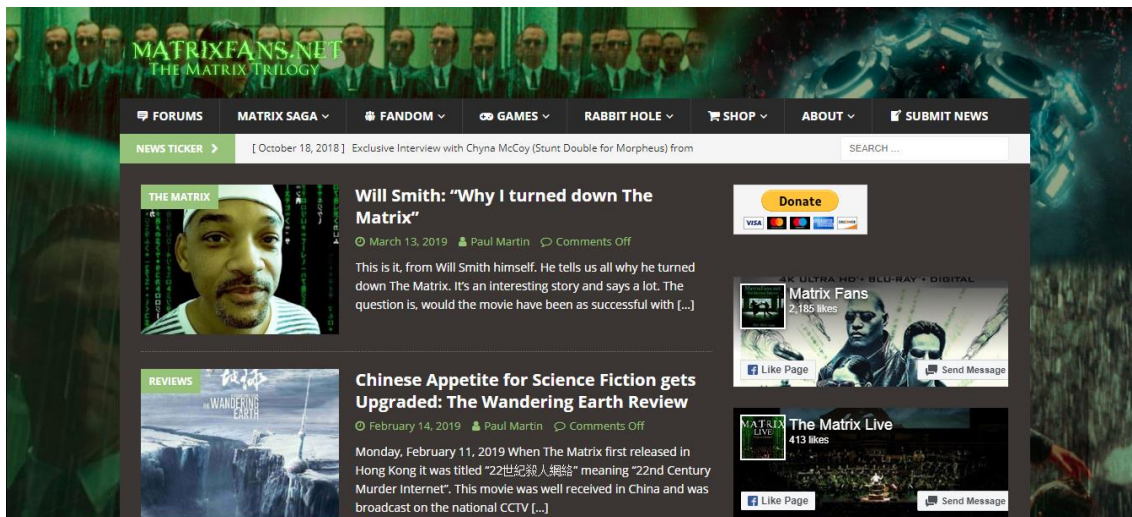 MATRIXFANS.NET
THE MATRIX TRILOGY
FORUMS MATRIX SAGA FANDOM GAMES RABBIT HOLE SHOP ABOUT SUBMIT NEWS
NEWS TICKER [ October 18, 2018 ] Exclusive Interview with Chyna McCoy (Stunt Double for Morpheus) from SEARCH ...
THE MATRIX
Will Smith: “Why I turned down The
Matrix”
March 13, 2019 Paul Martin Comments Off
This is it, from Will Smith himself. He tells us all why he turned
down The Matrix. It’s an interesting story and says a lot. The
question is, would the movie have been as successful with [...]
REVIEWS
THE WANDERING
EARTH
Chinese Appetite for Science Fiction gets
Upgraded: The Wandering Earth Review
February 14, 2019 Paul Martin Comments Off
Monday, February 11, 2019 When The Matrix first released in
Hong Kong it was titled “22世紀殺人網絡” meaning “22nd Century
Murder Internet”. This movie was well received in China and was
broadcast on the national CCTV [...]
Donate
VISA
4K ULTRA HD • BLU-RAY • DIGITAL
Matrix Fans
2,185 likes
Like Page Send Message
MATRIX
LIVE
The Matrix Live
413 likes
Like Page Send Message